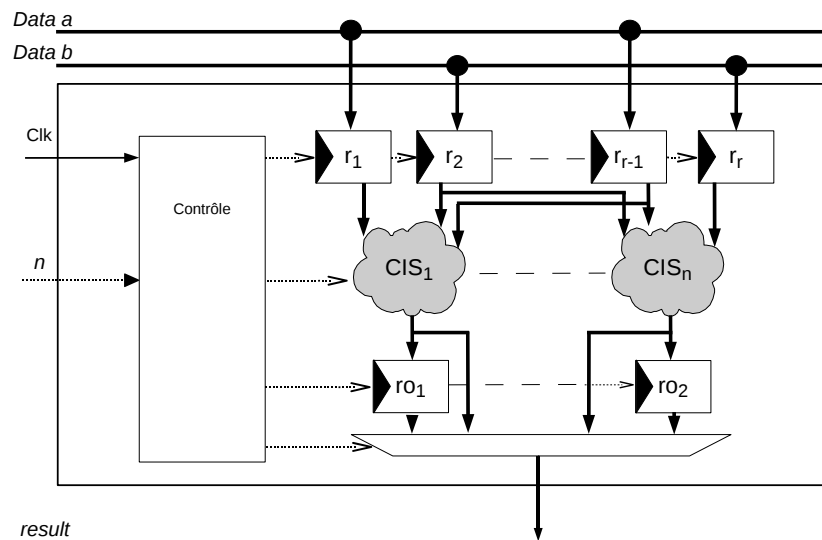 Data a
Data b
Clk
r1 r2 rr-1 rr
Contrôle
n
CIS1 CISn
ro1 ro2
result